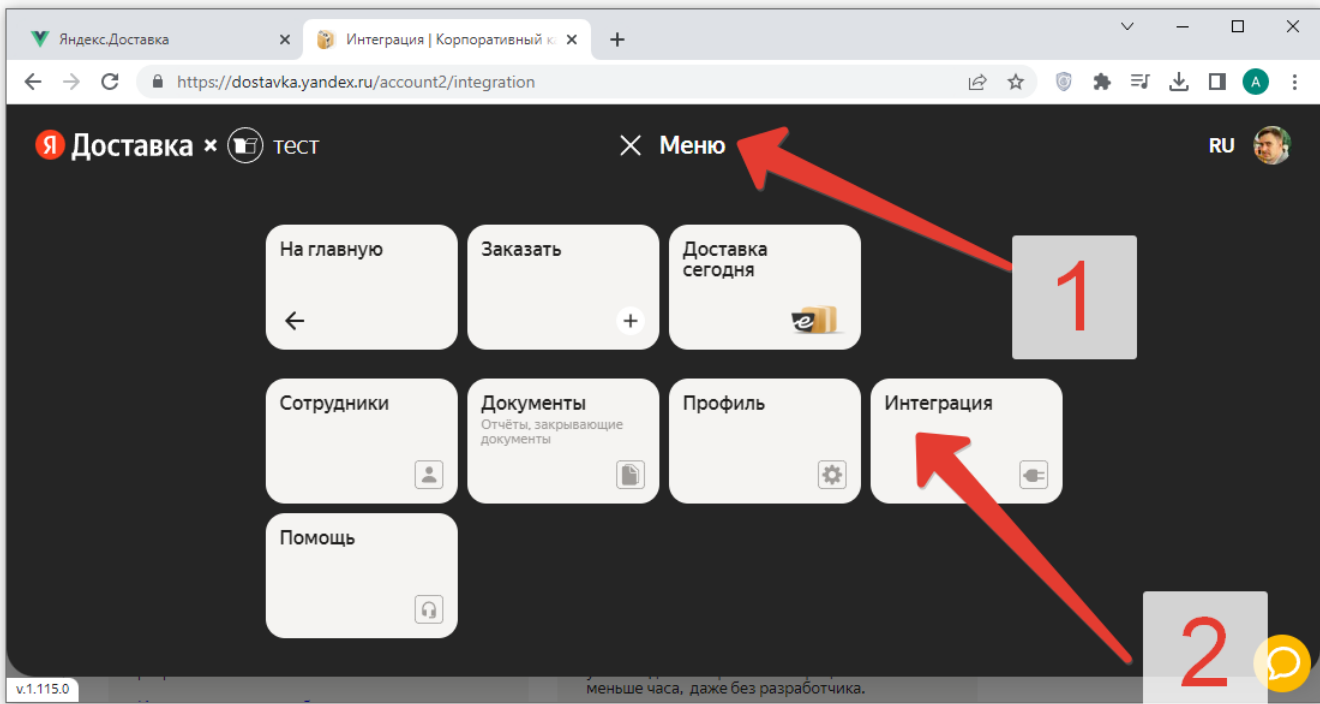 Яндекс.Доставка
Интеграция | Корпоративный к
https://dostavka.yandex.ru/account2/integration
A
Я Доставка × тест
Меню
RU
1
На главную
Заказать
Доставка
сегодня
Сотрудники
Документы
Отчёты, закрывающие
документы
Профиль
Интеграция
Помощь
2
v.1.115.0
меньше часа, даже без разработчика.